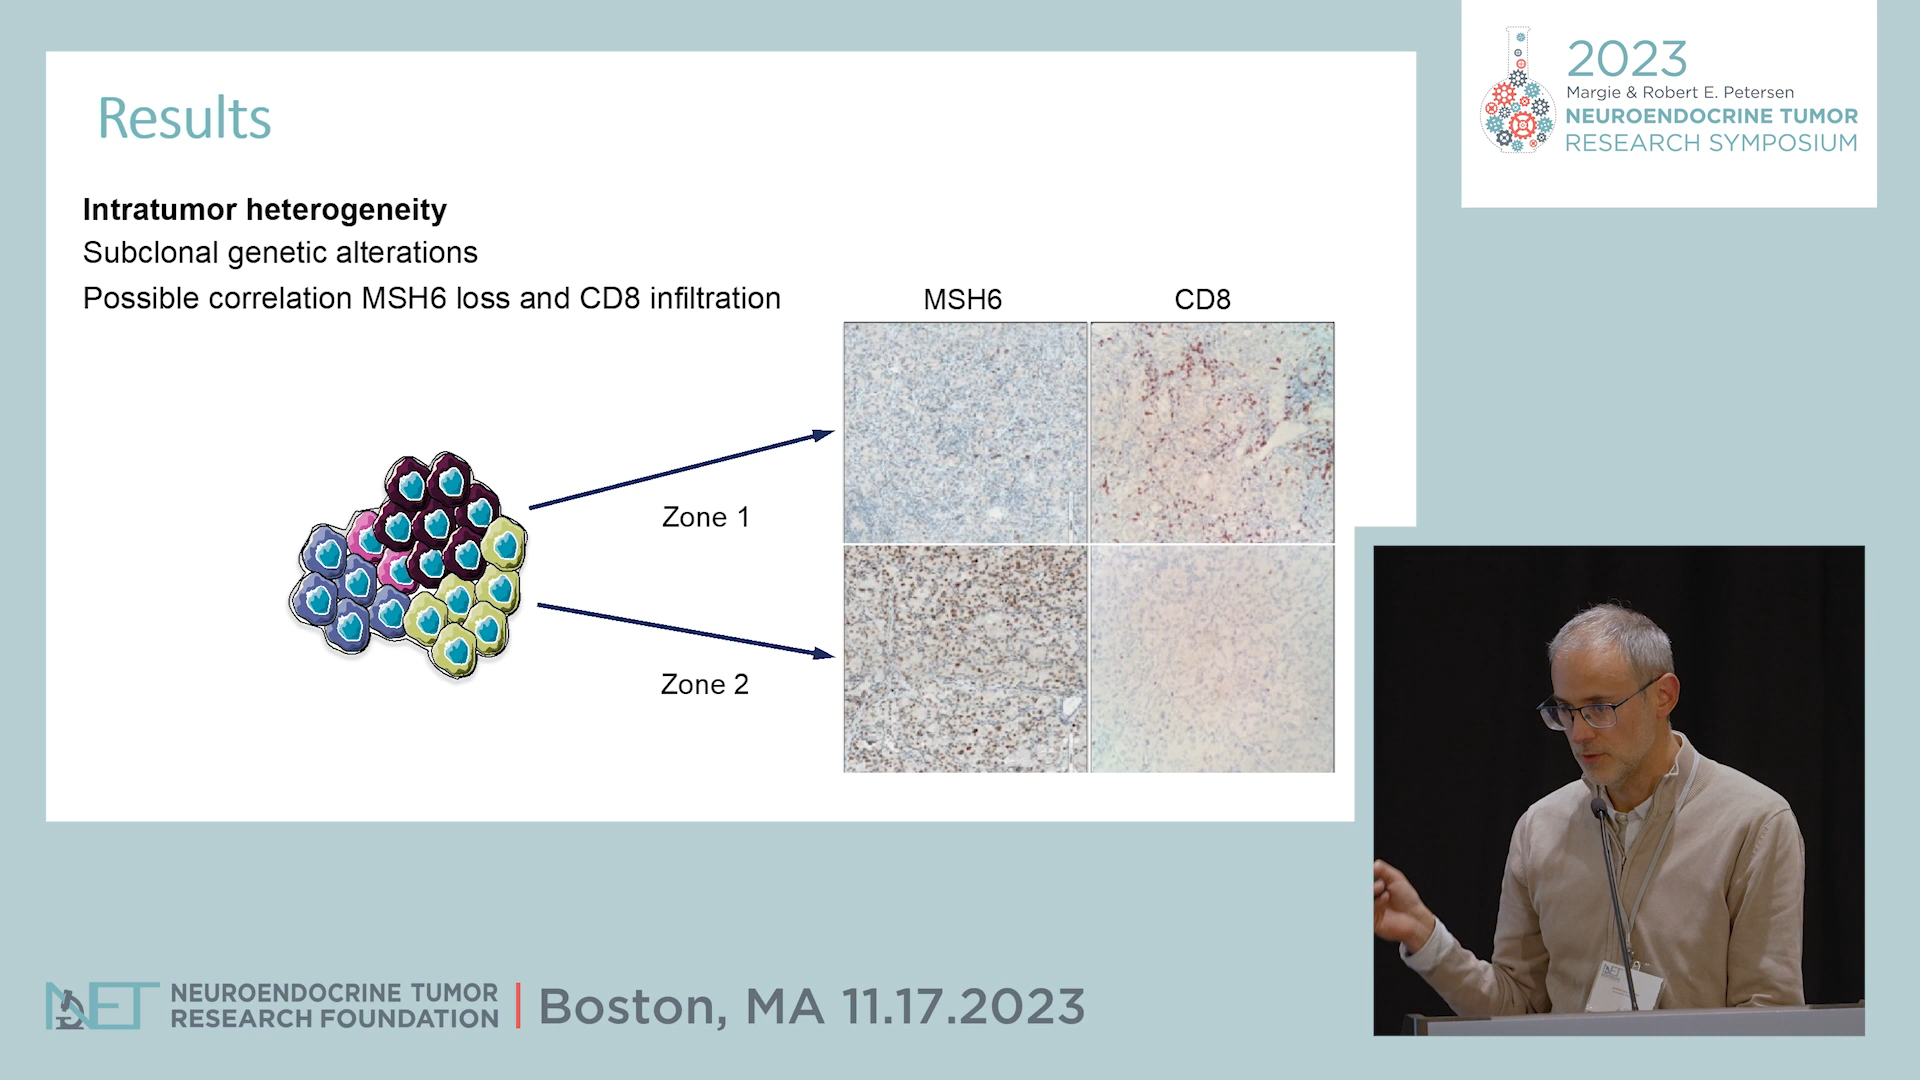 Results
Intratumor heterogeneity
Subclonal genetic alterations
Possible correlation MSH6 loss and CD8 infiltration
MSH6
CD8
Zone 1
Zone 2
2023
Margie & Robert E. Petersen
NEUROENDOCRINE TUMOR
RESEARCH SYMPOSIUM
NET
NEUROENDOCRINE TUMOR
RESEARCH FOUNDATION
Boston, MA 11.17.2023